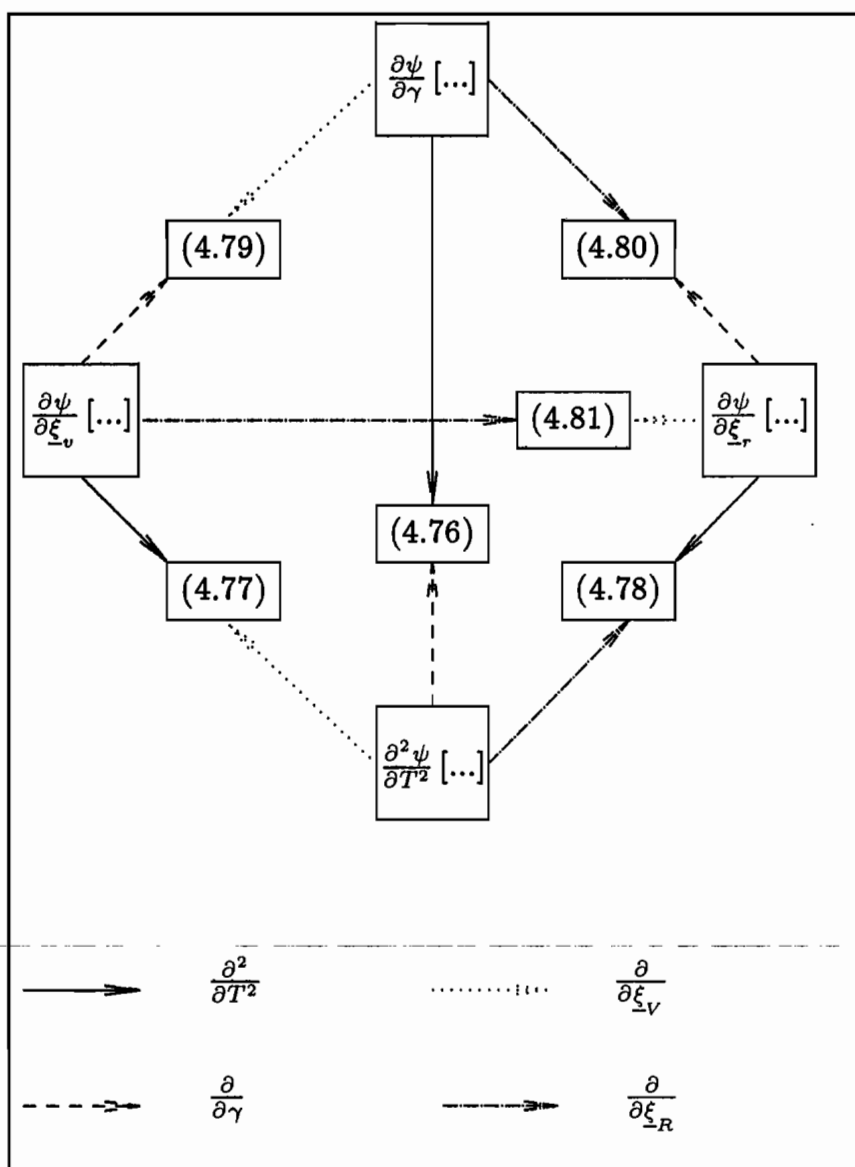 ∂ψ/∂γ [...]
(4.79)
(4.80)
∂ψ/∂ξ_v [...]
(4.81)
∂ψ/∂ξ_r [...]
(4.76)
(4.77)
(4.78)
∂²ψ/∂T² [...]
∂²/∂T²
∂/∂ξ_V
∂/∂γ
∂/∂ξ_R